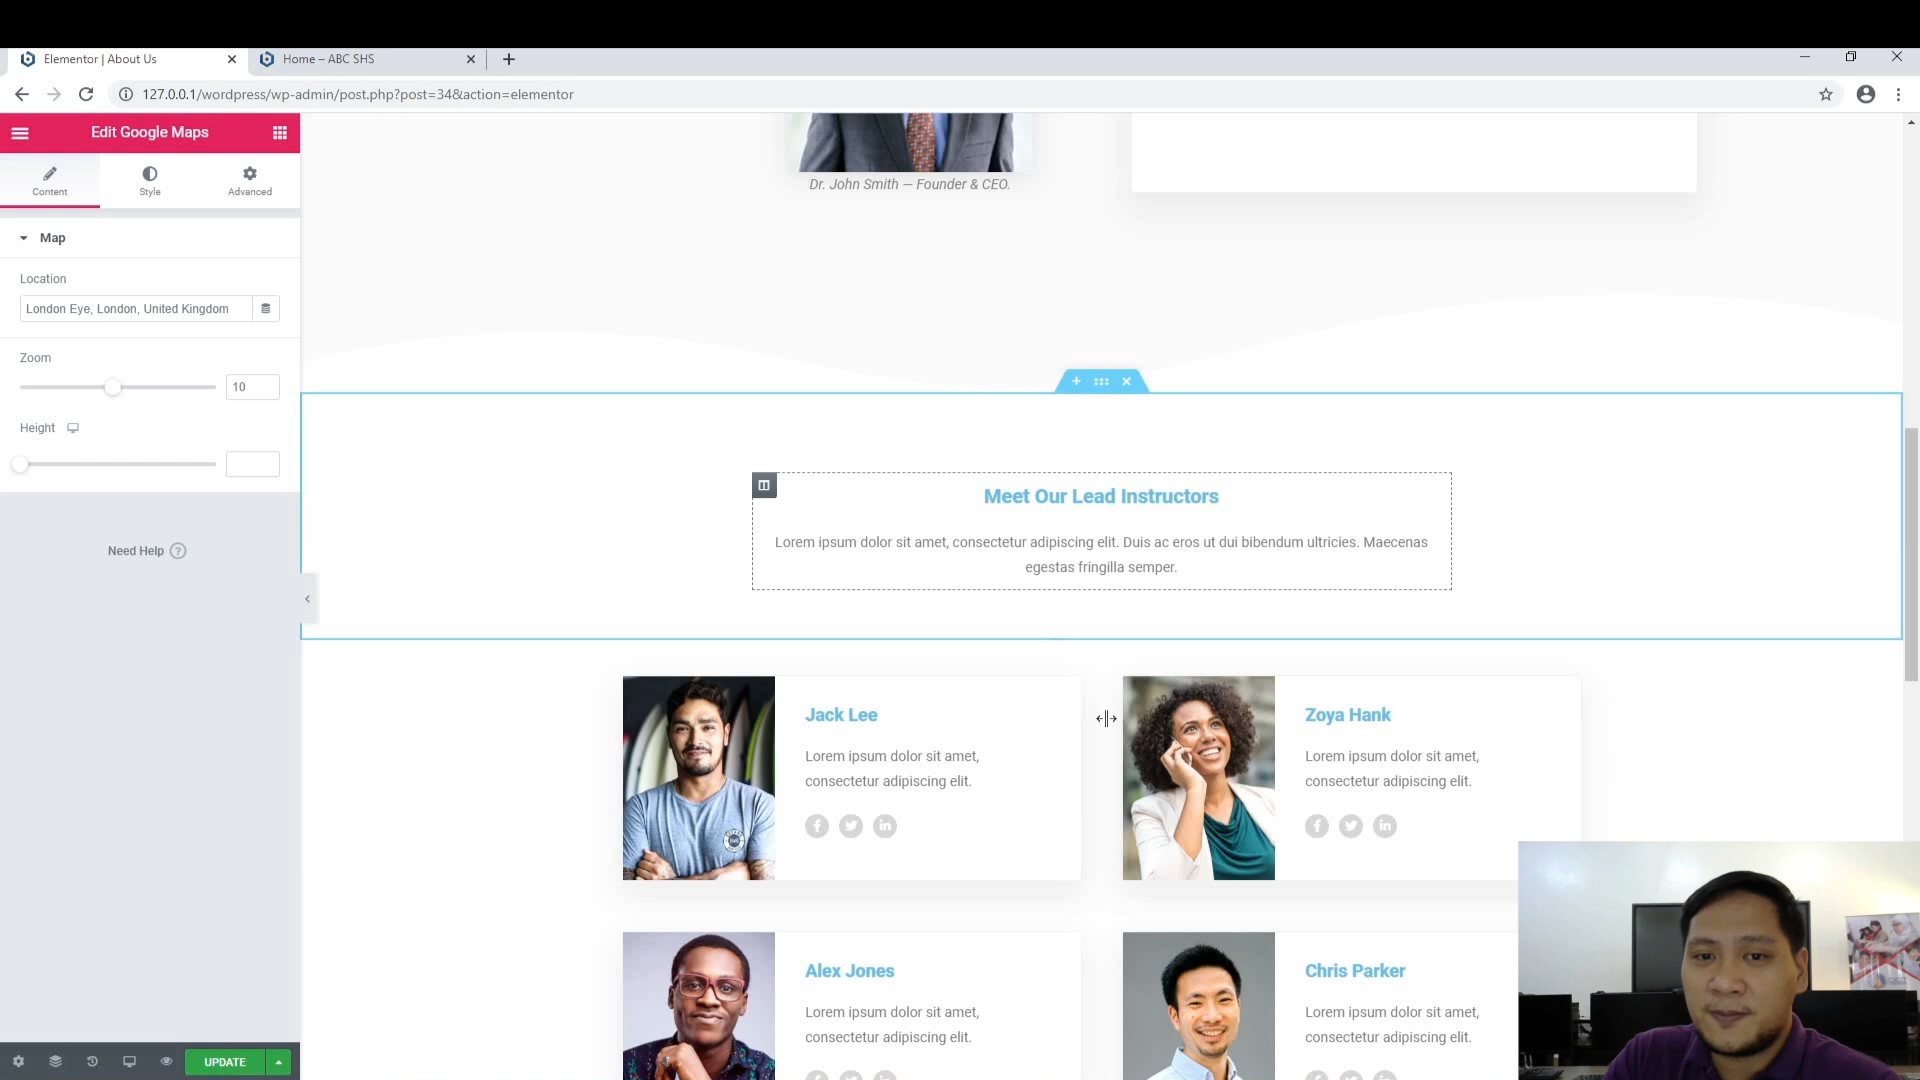 Elementor | About Us
Home – ABC SHS
127.0.0.1/wordpress/wp-admin/post.php?post=34&action=elementor
Edit Google Maps
Content
Style
Advanced
Map
Location
London Eye, London, United Kingdom
Zoom
10
Height
Need Help
UPDATE
Dr. John Smith — Founder & CEO.
Meet Our Lead Instructors
Lorem ipsum dolor sit amet, consectetur adipiscing elit. Duis ac eros ut dui bibendum ultricies. Maecenas
egestas fringilla semper.
Jack Lee
Lorem ipsum dolor sit amet,
consectetur adipiscing elit.
Zoya Hank
Lorem ipsum dolor sit amet,
consectetur adipiscing elit.
Alex Jones
Lorem ipsum dolor sit amet,
consectetur adipiscing elit.
Chris Parker
Lorem ipsum dolor sit amet,
consectetur adipiscing elit.